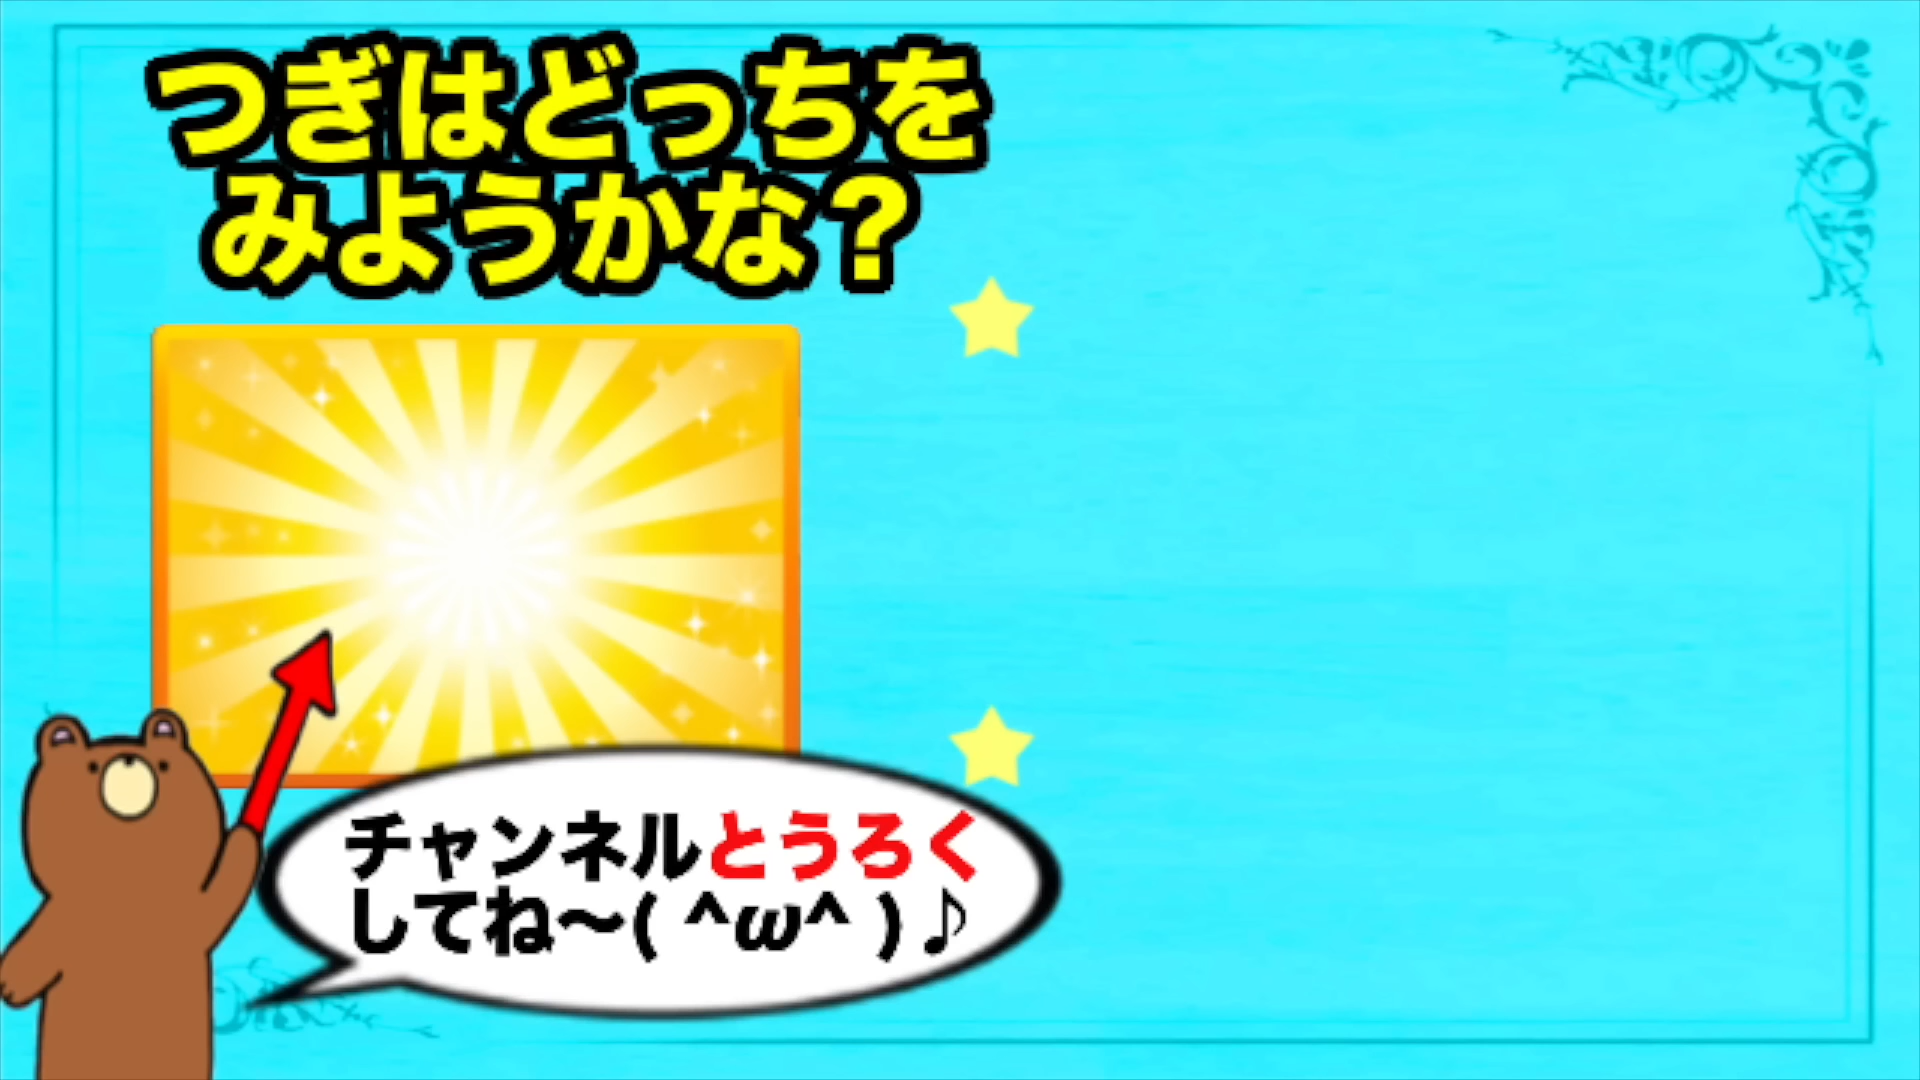 つぎはどっちを
みようかな？
チャンネルとうろく
してね〜( ^ω^ )♪